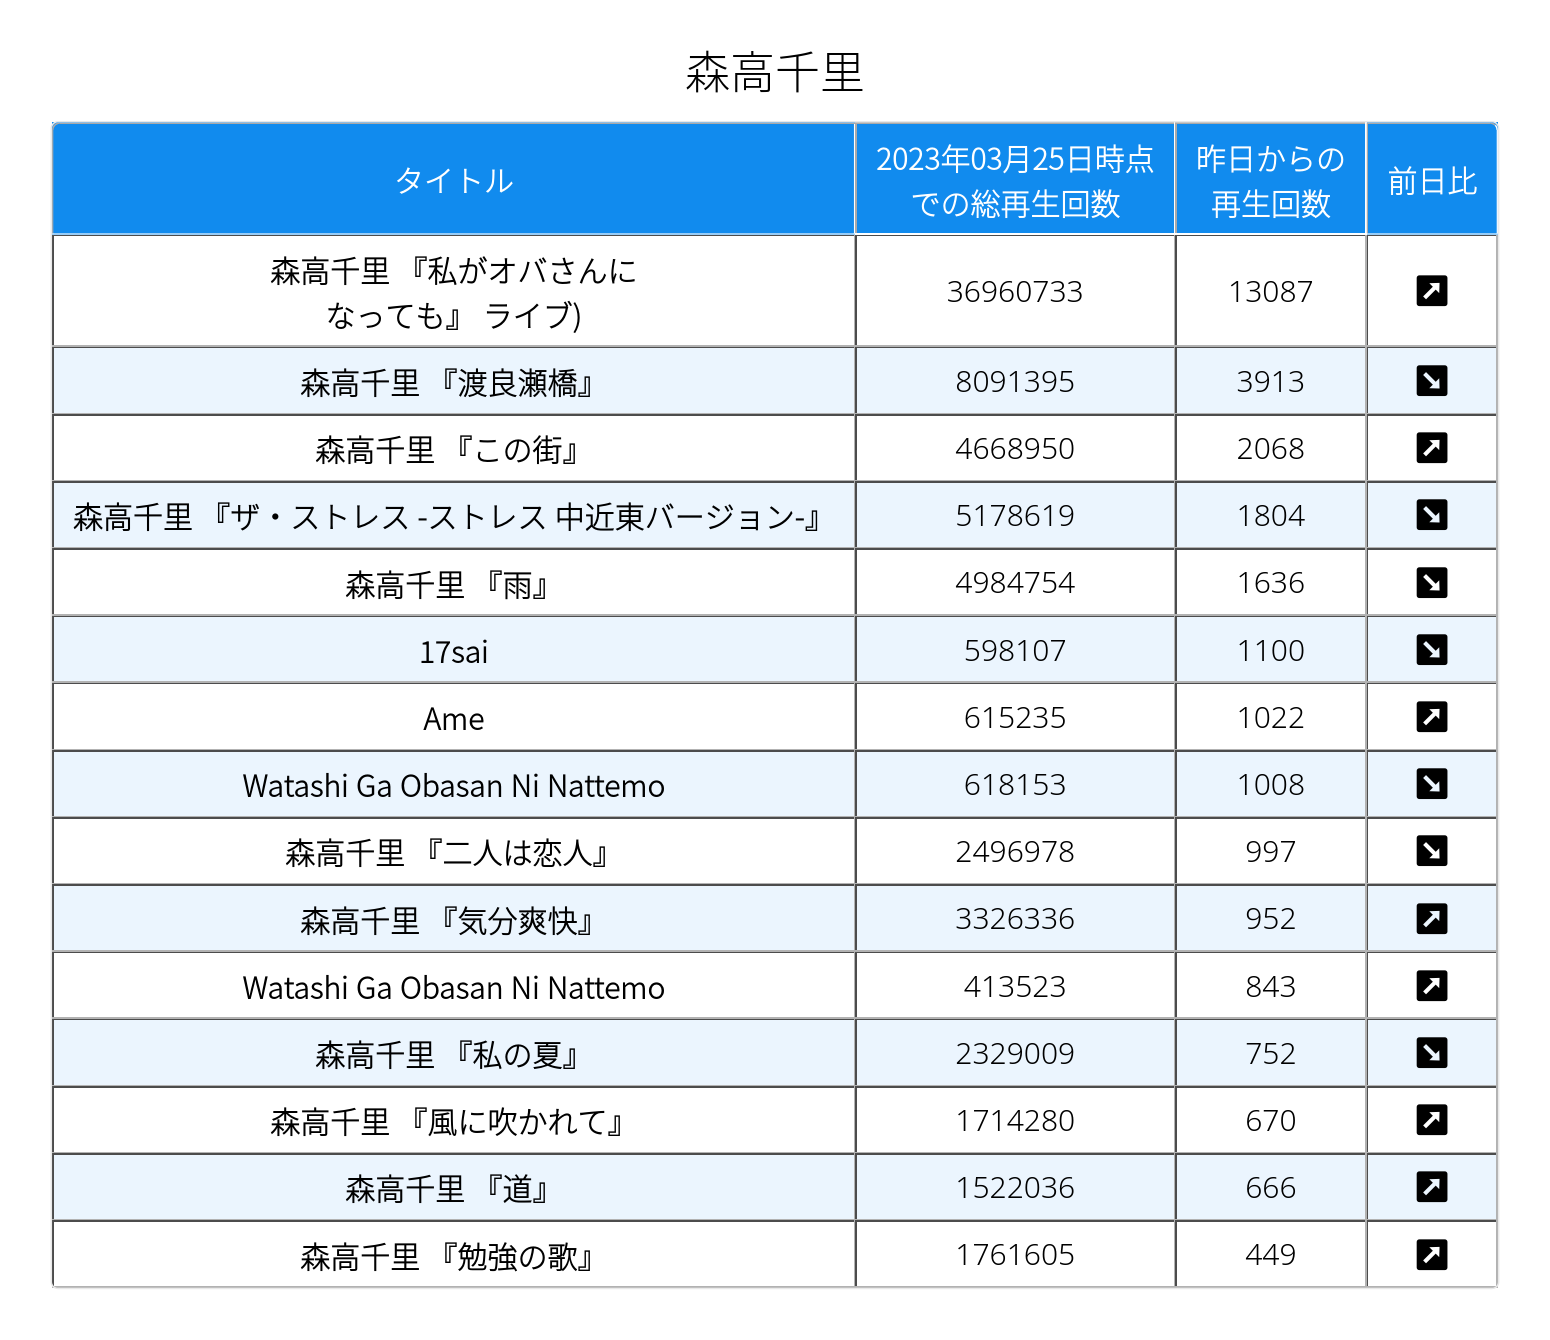 森高千里
タイトル
2023年03月25日時点
での総再生回数
昨日からの
再生回数
前日比
森高千里 『私がオバさんに
なっても』 ライブ)
36960733
13087
森高千里 『渡良瀬橋』
8091395
3913
森高千里 『この街』
4668950
2068
森高千里 『ザ・ストレス -ストレス 中近東バージョン-』
5178619
1804
森高千里 『雨』
4984754
1636
17sai
598107
1100
Ame
615235
1022
Watashi Ga Obasan Ni Nattemo
618153
1008
森高千里 『二人は恋人』
2496978
997
森高千里 『気分爽快』
3326336
952
Watashi Ga Obasan Ni Nattemo
413523
843
森高千里 『私の夏』
2329009
752
森高千里 『風に吹かれて』
1714280
670
森高千里 『道』
1522036
666
森高千里 『勉強の歌』
1761605
449